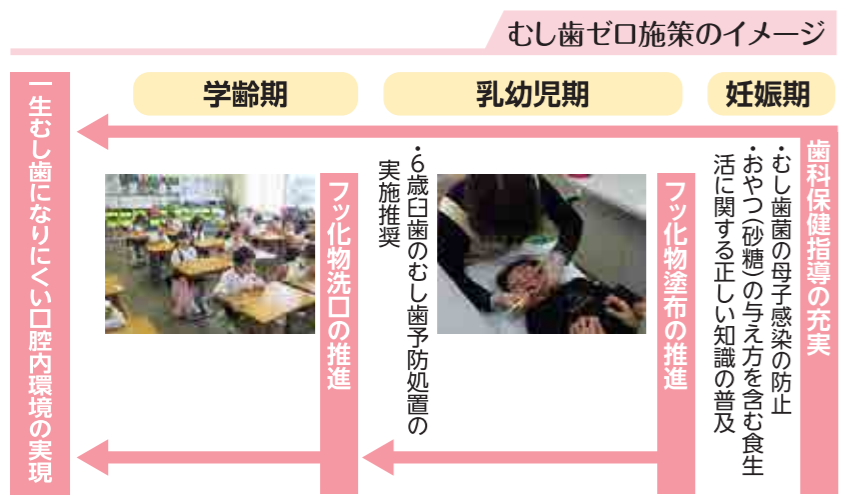 むし歯ゼロ施策のイメージ
妊娠期
乳幼児期
学齢期
歯科保健指導の充実
・むし歯菌の母子感染の防止
・おやつ（砂糖）の与え方を含む食生
活に関する正しい知識の普及
フッ化物塗布の推進
・6歳臼歯のむし歯予防処置の
実施推奨
フッ化物洗口の推進
一生むし歯になりにくい口腔内環境の実現